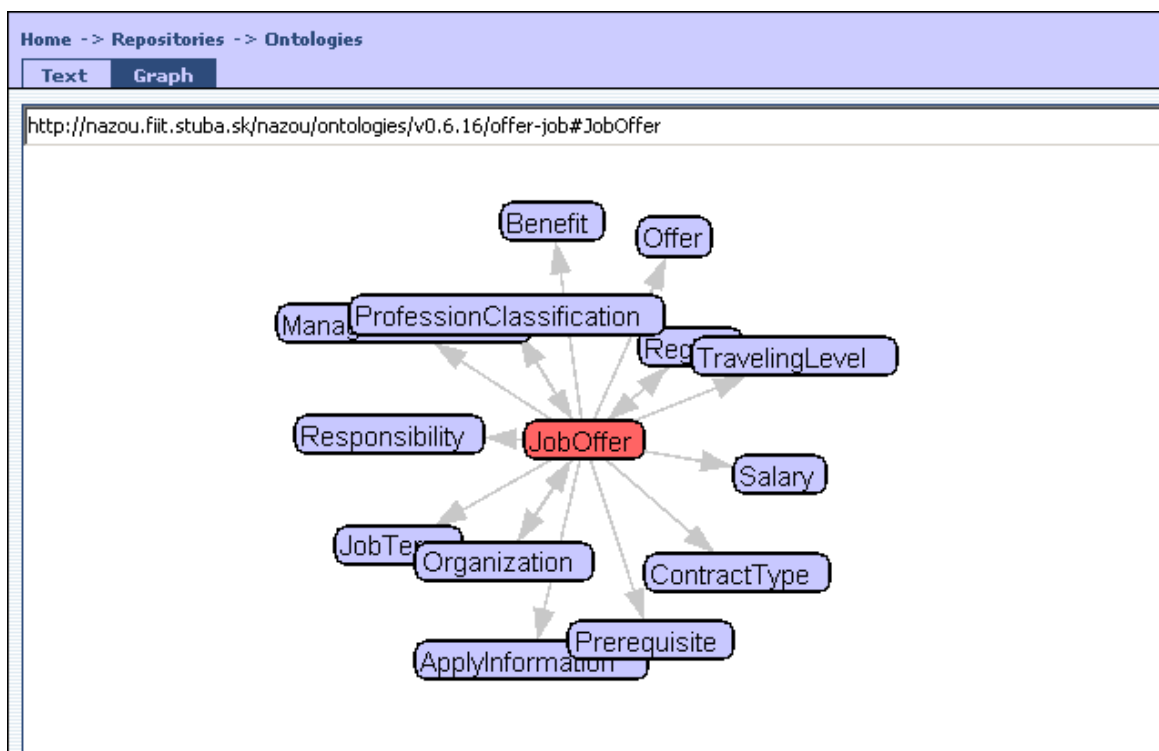 Home -> Repositories -> Ontologies
Text Graph
http://nazou.fiit.stuba.sk/nazou/ontologies/v0.6.16/offer-job#JobOffer
Benefit
Offer
ProfessionClassification
TravelingLevel
Responsibility
JobOffer
Salary
Organization
ContractType
Prerequisite
ApplyInformation